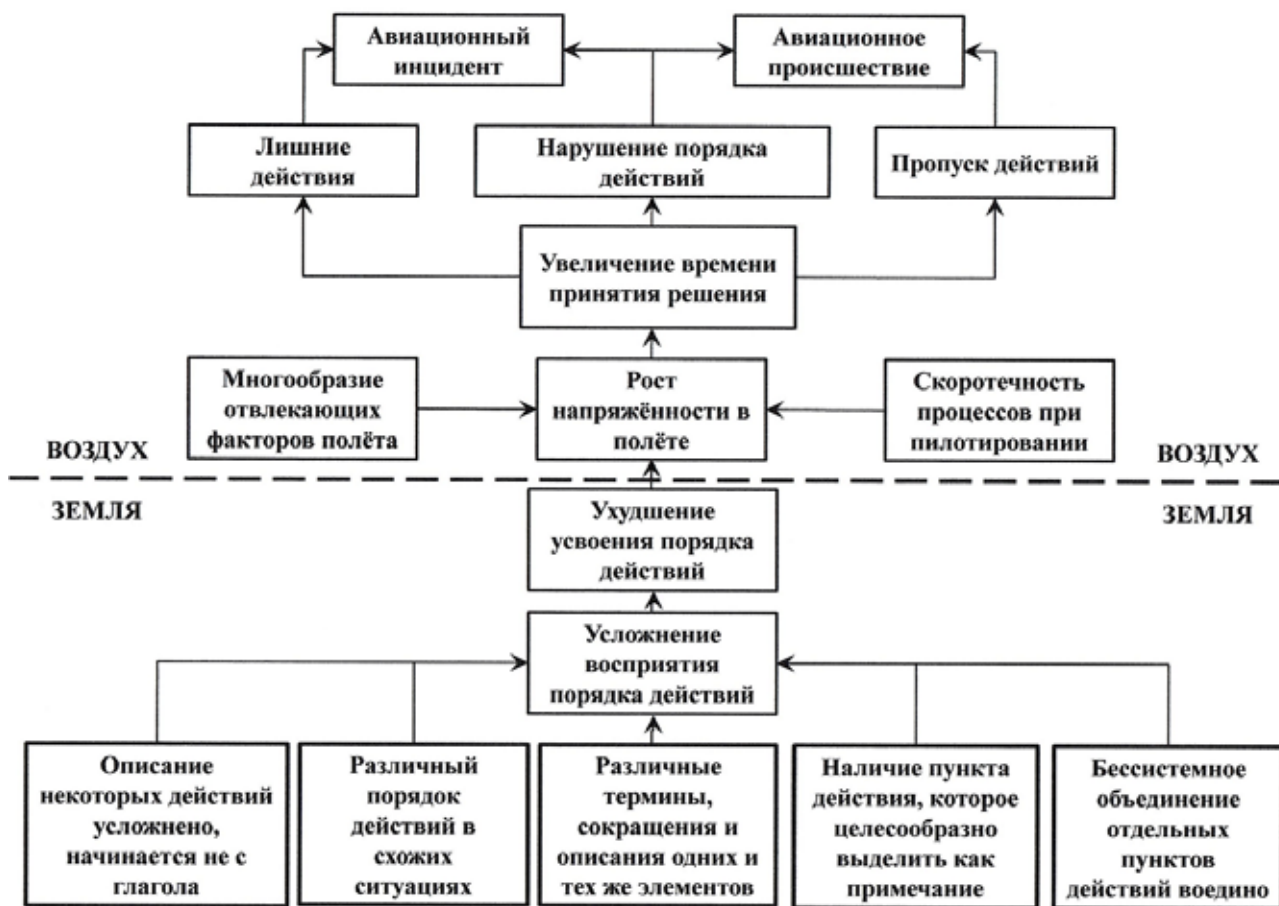 Авиационный
инцидент
Авиационное
происшествие
Лишние
действия
Нарушение порядка
действий
Пропуск действий
Увеличение времени
принятия решения
Многообразие
отвлекающих
факторов полёта
Рост
напряжённости в
полёте
Скоротечность
процессов при
пилотировании
ВОЗДУХ
ВОЗДУХ
ЗЕМЛЯ
ЗЕМЛЯ
Ухудшение
усвоения порядка
действий
Усложнение
восприятия
порядка действий
Описание
некоторых действий
усложнено,
начинается не с
глагола
Различный
порядок
действий в
схожих
ситуациях
Различные
термины,
сокращения и
описания одних и
тех же элементов
Наличие пункта
действия, которое
целесообразно
выделить как
примечание
Бессистемное
объединение
отдельных
пунктов
действий воедино